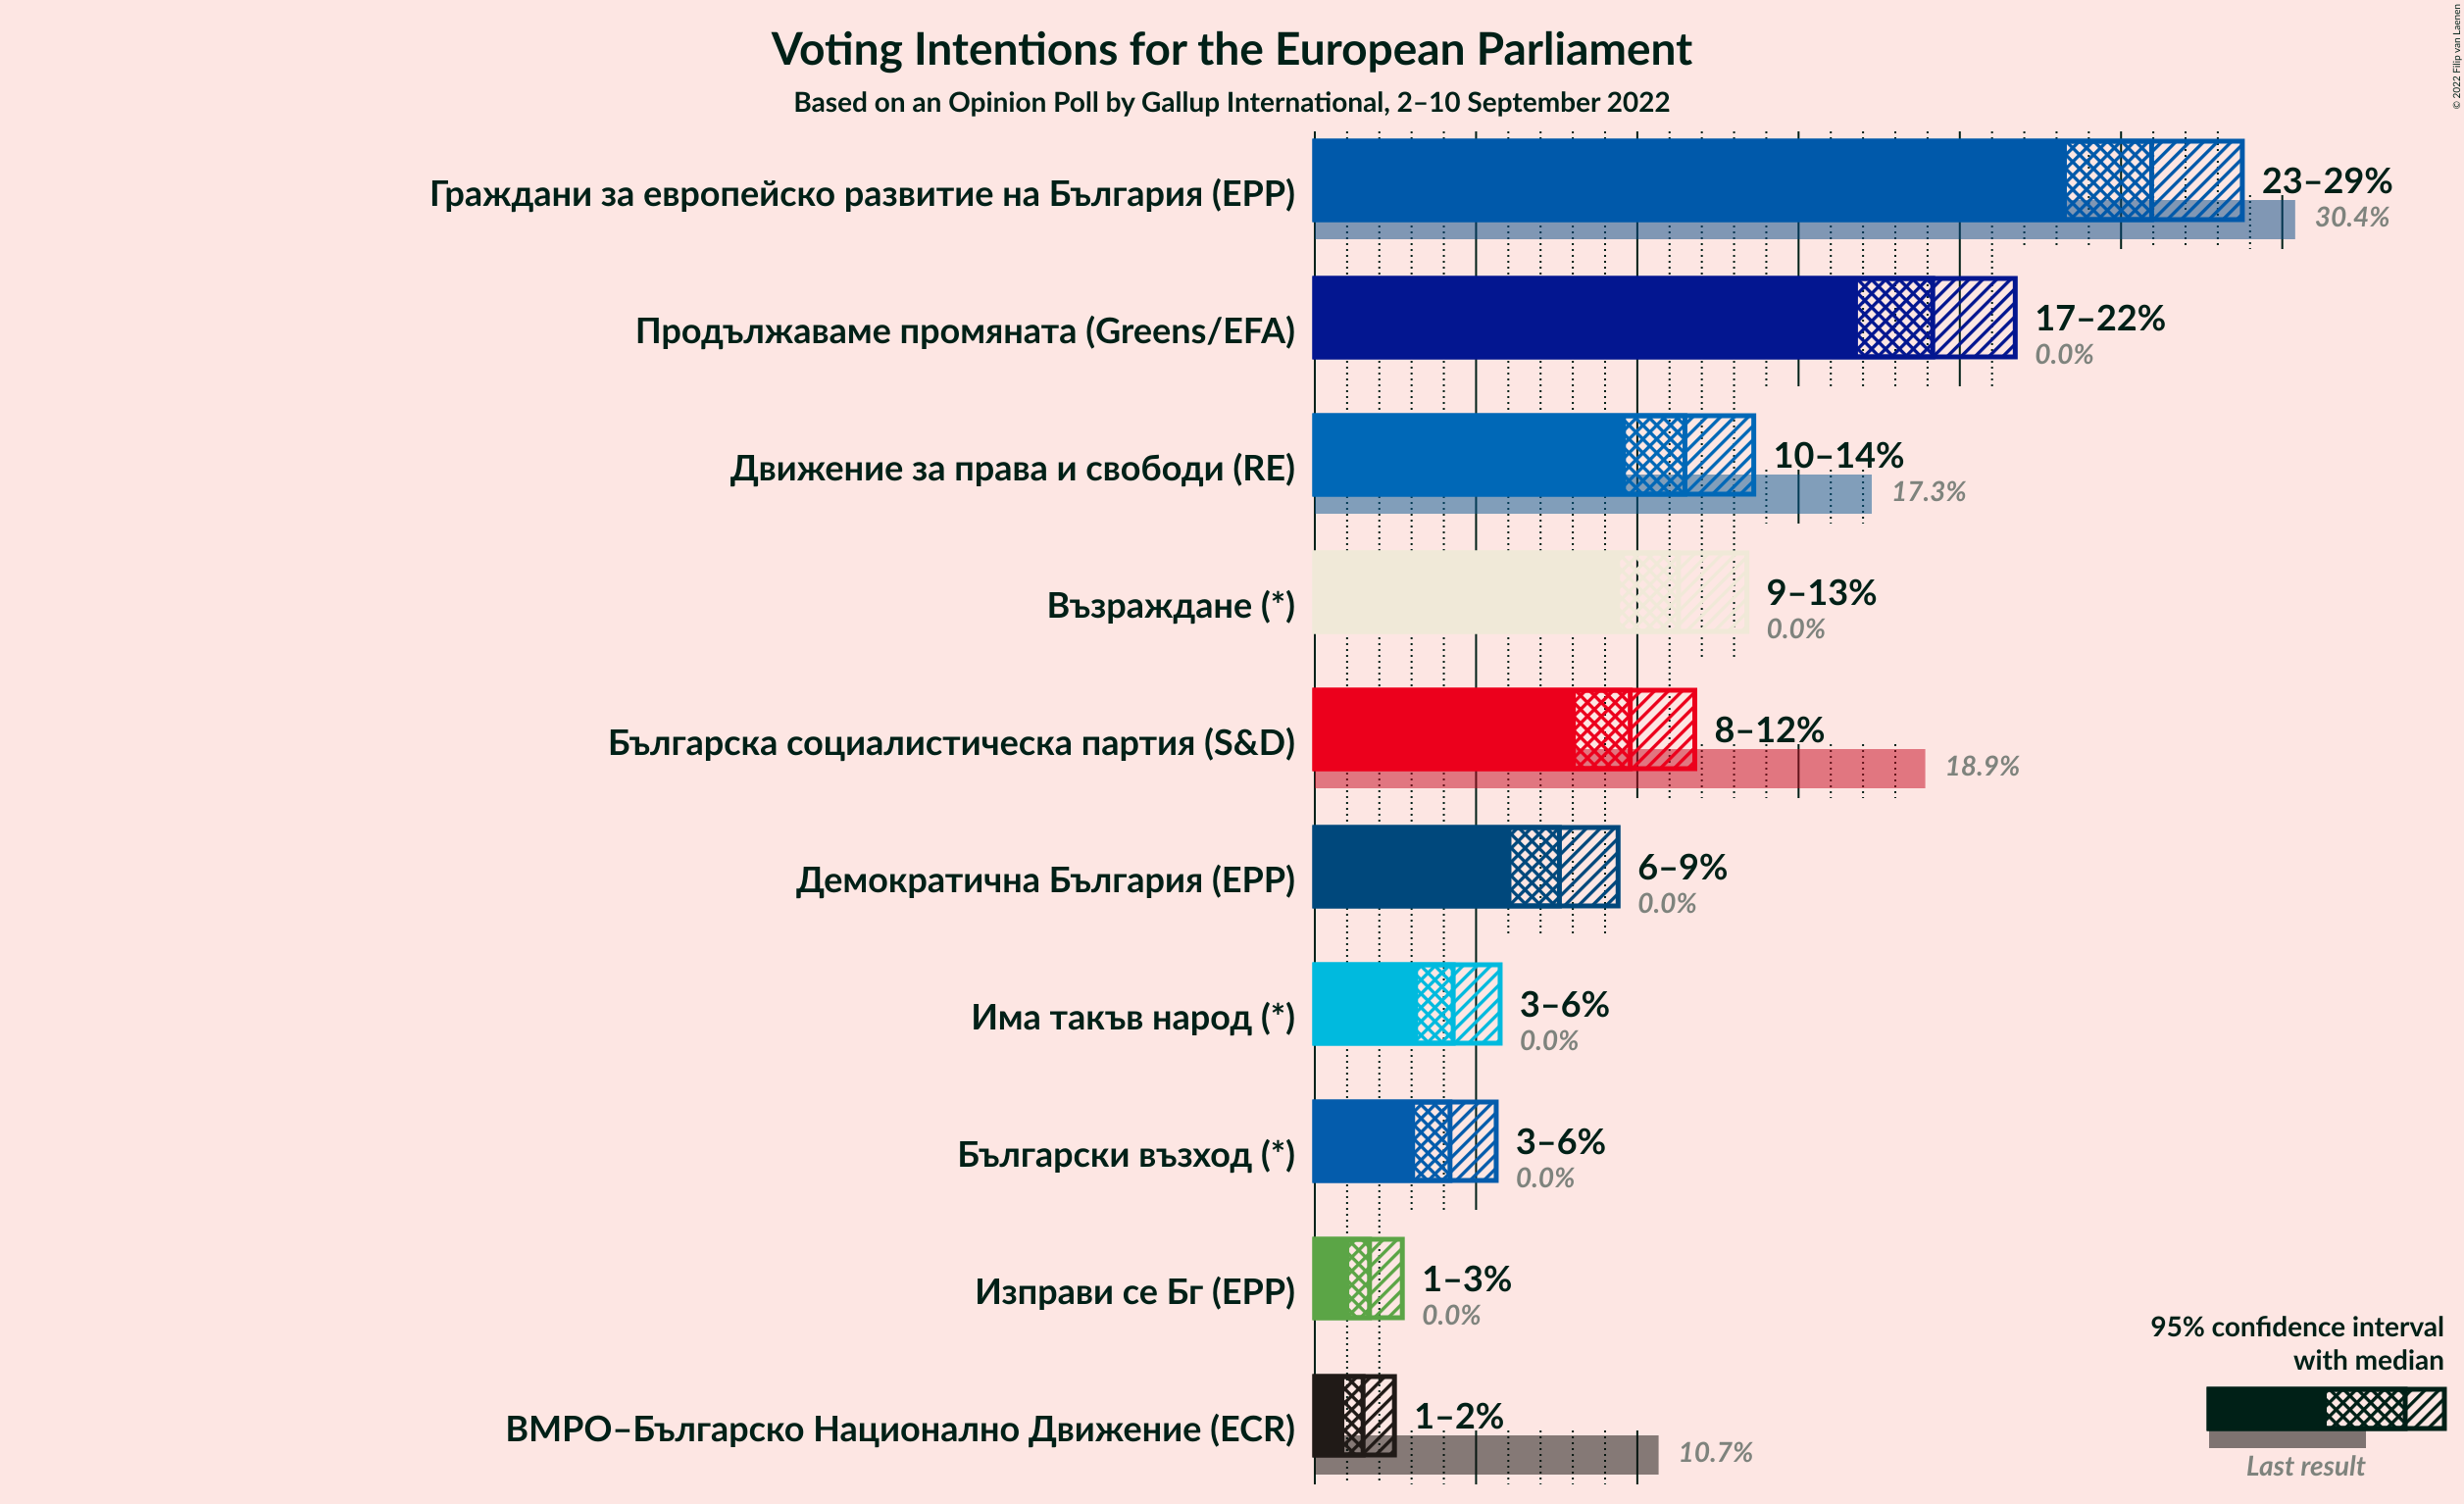 Voting Intentions for the European Parliament
Based on an Opinion Poll by Gallup International, 2–10 September 2022
© 2022 Filip van Laenen
Граждани за европейско развитие на България (EPP)
23–29%
30.4%
Продължаваме промяната (Greens/EFA)
17–22%
0.0%
Движение за права и свободи (RE)
10–14%
17.3%
Възраждане (*)
9–13%
0.0%
Българска социалистическа партия (S&D)
8–12%
18.9%
Демократична България (EPP)
6–9%
0.0%
Има такъв народ (*)
3–6%
0.0%
Български възход (*)
3–6%
0.0%
Изправи се Бг (EPP)
1–3%
0.0%
ВМРО–Българско Национално Движение (ECR)
1–2%
10.7%
95% confidence interval
with median
Last result